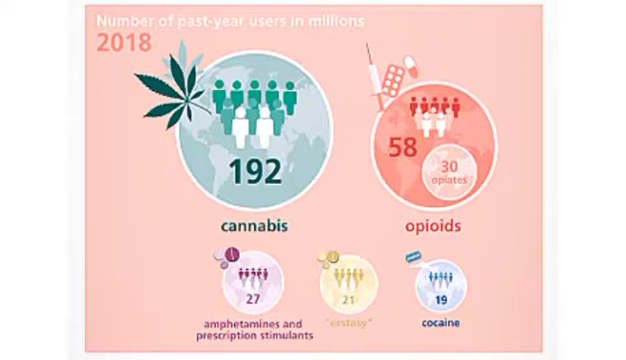 Number of past-year users in millions
2018
192
cannabis
58
30
opiates
opioids
27
amphetamines and
prescription stimulants
21
"ecstasy"
19
cocaine